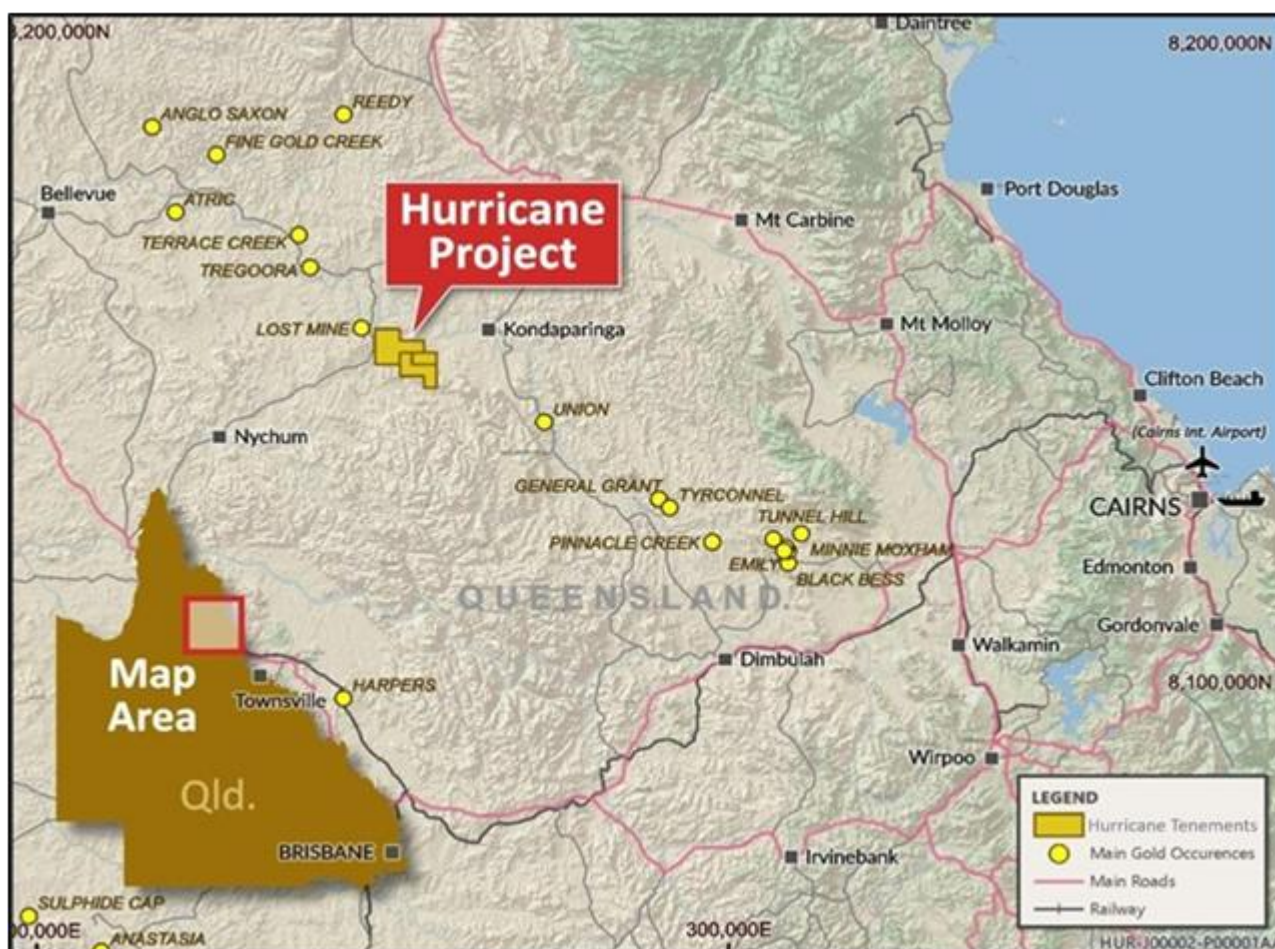 8,200,000N
Daintree
8,200,000N
REEDY
ANGLO SAXON
FINE GOLD CREEK
Bellevue
ATRIC
Port Douglas
Hurricane
Project
Mt Carbine
TERRACE CREEK
TREGOORA
LOST MINE
Kondaparinga
Mt Molloy
Clifton Beach
UNION
(Cairns Int. Airport)
Nychum
GENERAL GRANT
TYRCONNEL
CAIRNS
TUNNEL HILL
PINNACLE CREEK
MINNIE MOXHAM
EMILY
BLACK BESS
Edmonton
QUEENSLAND.
Gordonvale
Walkamin
Dimbulah
Map
Area
Townsville
HARPERS
8,100,000N
Wirpoo
Qld.
LEGEND
Hurricane Tenements
Main Gold Occurences
Main Roads
Railway
BRISBANE
Irvinebank
SULPHIDE CAP
00,000E
300,000E
ANASTASIA